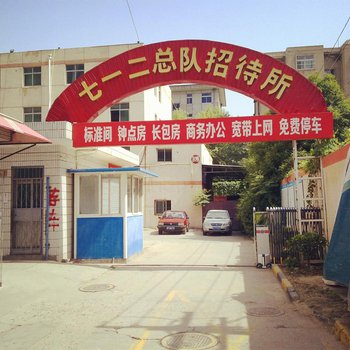 七一二总队招待所
标准间 钟点房 长包房 商务办公 宽带上网 免费停车